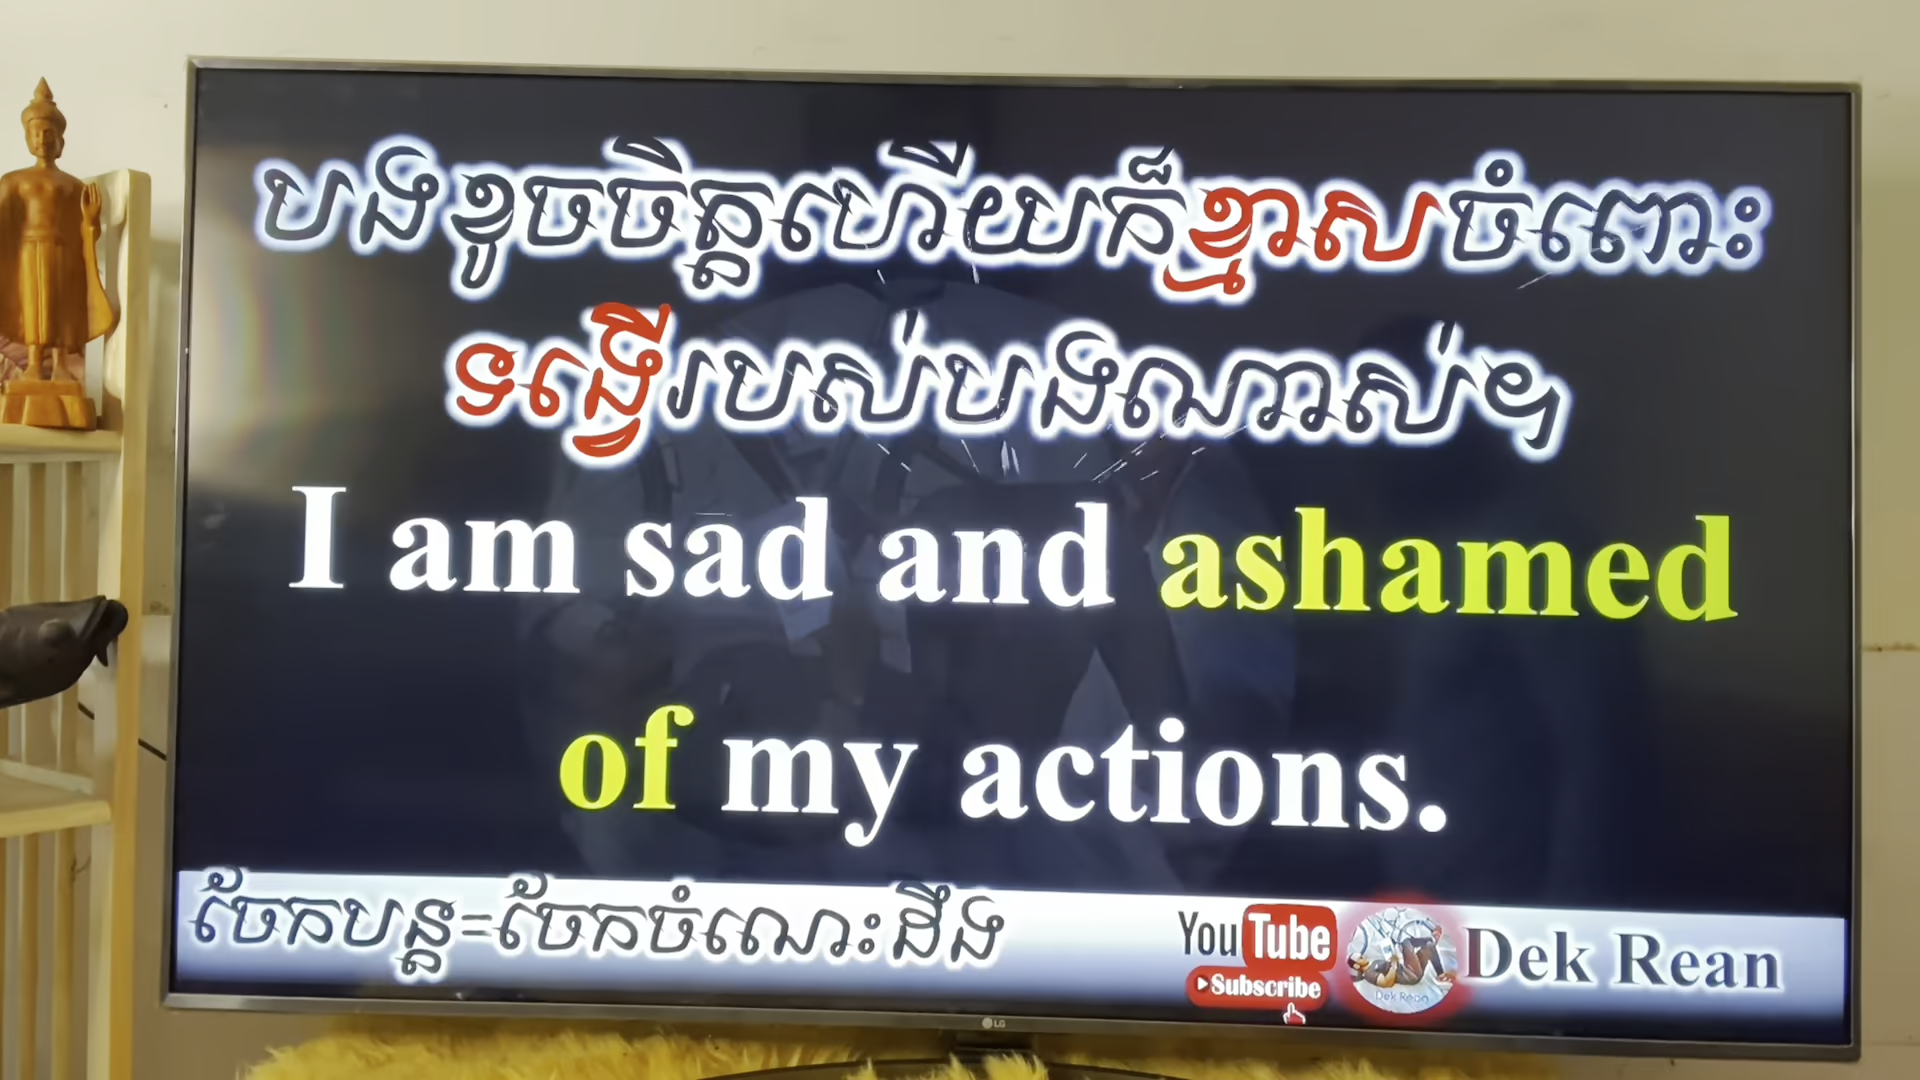 បងខូចចិត្តហើយក៏ខ្មាសចំពោះ
ទង្វើរបស់បងណាស់។
I am sad and ashamed
of my actions.
ចែកបន្ត=ចែកចំណេះដឹង
YouTube
Subscribe
Dek Rean
Dek Rean
LG